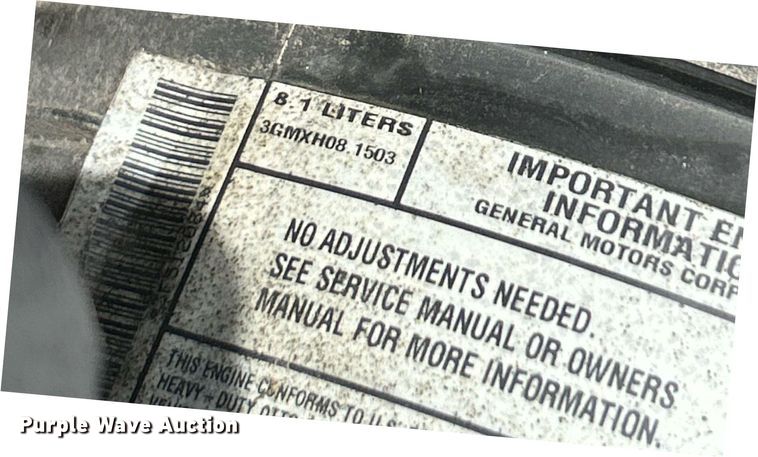 8.1 LITERS
3GMXH08.1503
IMPORTANT
INFORMATIO
GENERAL MOTORS CORP
NO ADJUSTMENTS NEEDED.
SEE SERVICE MANUAL OR OWNERS
MANUAL FOR MORE INFORMATION.
THIS ENGINE CONFORMS TO U.S.
HEAVY - DUTY
Purple Wave Auction